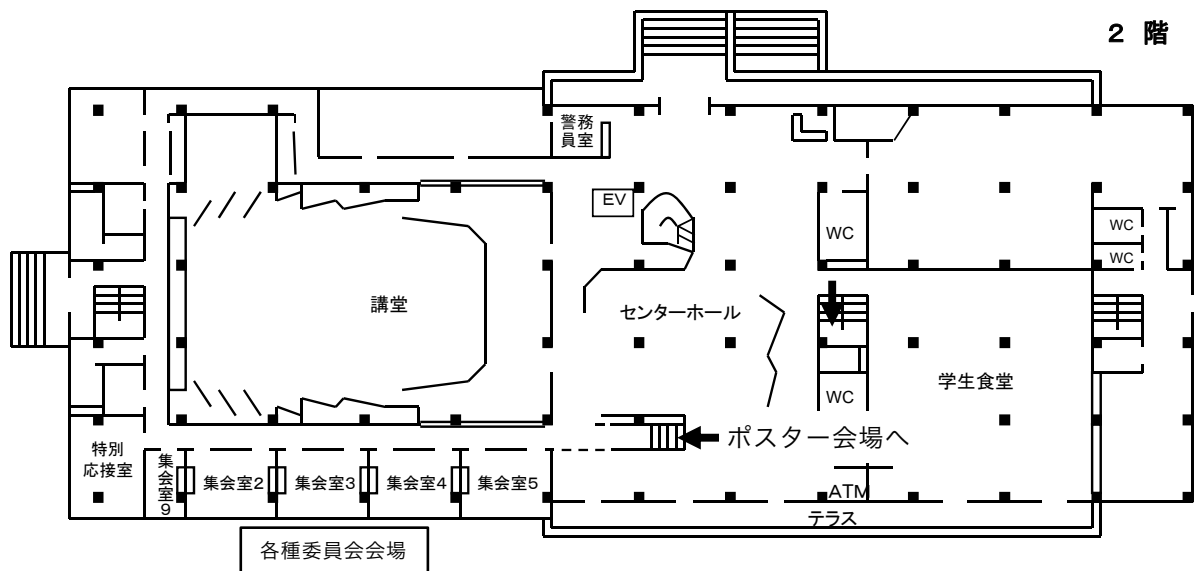 2 階
警務
員室
EV
WC
WC
WC
講堂
センターホール
学生食堂
WC
ポスター会場へ
特別
応接室
集会室9
集会室2
集会室3
集会室4
集会室5
ATM
テラス
各種委員会会場